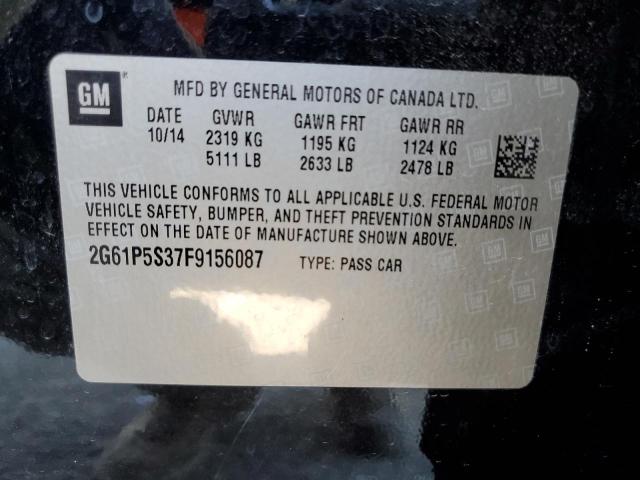 GM
MFD BY GENERAL MOTORS OF CANADA LTD.
DATE GVWR GAWR FRT GAWR RR
10/14 2319 KG 1195 KG 1124 KG
5111 LB 2633 LB 2478 LB
THIS VEHICLE CONFORMS TO ALL APPLICABLE U.S. FEDERAL MOTOR
VEHICLE SAFETY, BUMPER, AND THEFT PREVENTION STANDARDS IN
EFFECT ON THE DATE OF MANUFACTURE SHOWN ABOVE.
2G61P5S37F9156087 TYPE: PASS CAR